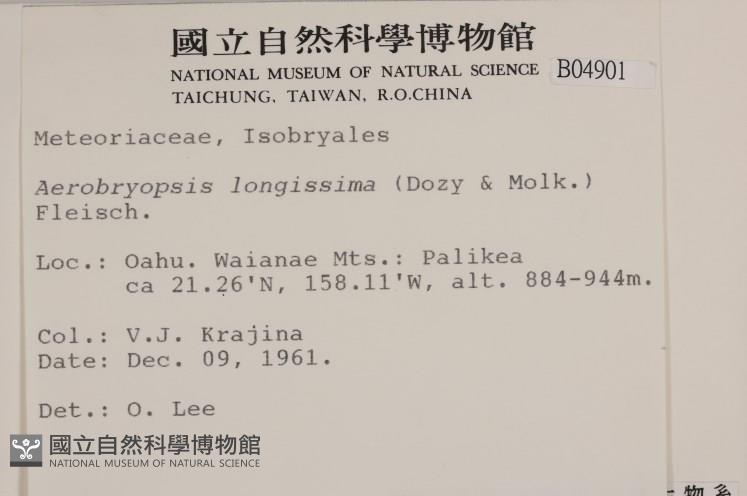 國立自然科學博物館
NATIONAL MUSEUM OF NATURAL SCIENCE
B04901
TAICHUNG, TAIWAN, R.O.CHINA
Meteoriaceae, Isobryales
Aerobryopsis longissima (Dozy & Molk.)
Fleisch.
Loc.: Oahu. Waianae Mts.: Palikea
ca 21.26'N, 158.11'W, alt. 884-944m.
Col.: V.J. Krajina
Date: Dec. 09, 1961.
Det.: O. Lee
國立自然科學博物館
NATIONAL MUSEUM OF NATURAL SCIENCE
物系